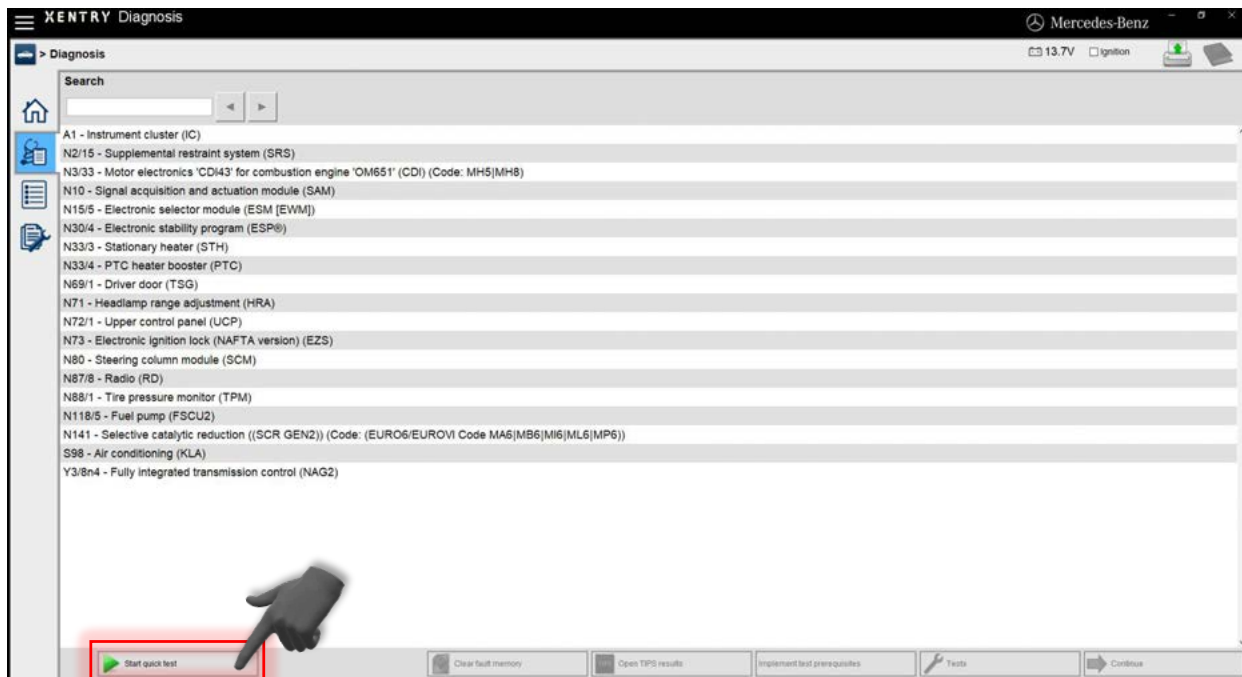 XENTRY Diagnosis
Mercedes-Benz
> Diagnosis
13.7V Ignition
Search
A1 - Instrument cluster (IC)
N2/15 - Supplemental restraint system (SRS)
N3/33 - Motor electronics 'CDI43' for combustion engine 'OM651' (CDI) (Code: MH5|MH8)
N10 - Signal acquisition and actuation module (SAM)
N15/5 - Electronic selector module (ESM [EWM])
N30/4 - Electronic stability program (ESP®)
N33/3 - Stationary heater (STH)
N33/4 - PTC heater booster (PTC)
N69/1 - Driver door (TSG)
N71 - Headlamp range adjustment (HRA)
N72/1 - Upper control panel (UCP)
N73 - Electronic ignition lock (NAFTA version) (EZS)
N80 - Steering column module (SCM)
N87/8 - Radio (RD)
N88/1 - Tire pressure monitor (TPM)
N118/5 - Fuel pump (FSCU2)
N141 - Selective catalytic reduction ((SCR GEN2)) (Code: (EURO6/EUROVI Code MA6|MB6|MI6|ML6|MP6))
S98 - Air conditioning (KLA)
Y3/8n4 - Fully integrated transmission control (NAG2)
Start quick test Clear fault memory Open TIPS results Implement test prerequisites Tests Continue